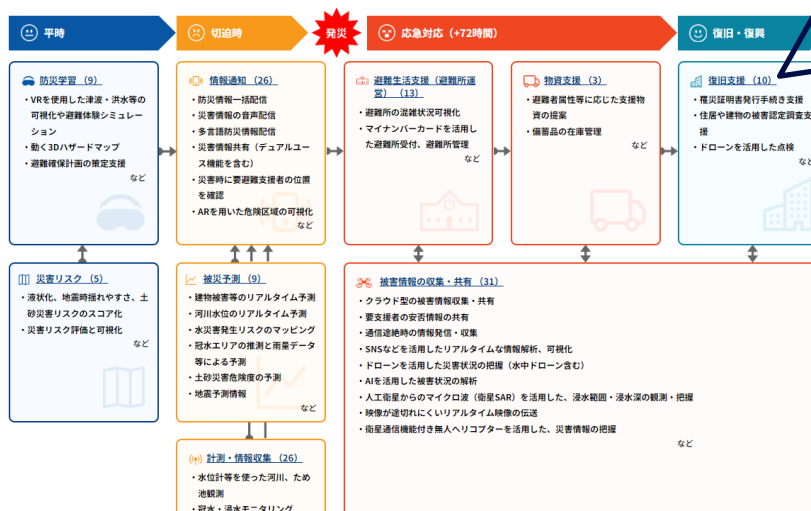 平時
切迫時
発災
応急対応（+72時間）
復旧・復興
防災学習（9）
・VRを使用した津波・洪水等の
可視化や避難体験シミュレー
ション
・動く3Dハザードマップ
・避難確保計画の策定支援
など
情報通知（26）
・防災情報一括配信
・災害情報の音声配信
・多言語防災情報配信
・災害情報共有（デュアルユー
ス機能を含む）
・災害時に要避難支援者の位置
を確認
・ARを用いた危険区域の可視化
など
避難生活支援（避難所運
営）（13）
・避難所の混雑状況可視化
・マイナンバーカードを活用し
た避難所受付、避難所管理
など
物資支援（3）
・避難者属性等に応じた支援物
資の提案
・備蓄品の在庫管理
など
復旧支援（10）
・罹災証明書発行手続き支援
・住居や建物の被害認定調査支
援
・ドローンを活用した点検
など
災害リスク（5）
・液状化、地震時揺れやすさ、土
砂災害リスクのスコア化
・災害リスク評価と可視化
など
被災予測（9）
・建物被害等のリアルタイム予測
・河川水位のリアルタイム予測
・水災害発生リスクのマッピング
・冠水エリアの推測と雨量データ
等による予測
・土砂災害危険度の予測
・地震予測情報
など
被害情報の収集・共有（31）
・クラウド型の被害情報収集・共有
・要支援者の安否情報の共有
・通信途絶時の情報発信・収集
・SNSなどを活用したリアルタイムな情報解析、可視化
・ドローンを活用した災害状況の把握（水中ドローン含む）
・AIを活用した被害状況の解析
・人工衛星からのマイクロ波（衛星SAR）を活用した、浸水範囲・浸水深の観測・把握
・映像が途切れにくいリアルタイム映像の伝送
・衛星通信機能付き無人ヘリコプターを活用した、災害情報の把握
など
計測・情報収集（26）
・水位計等を使った河川、ため
池観測
・冠水・浸水モニタリング